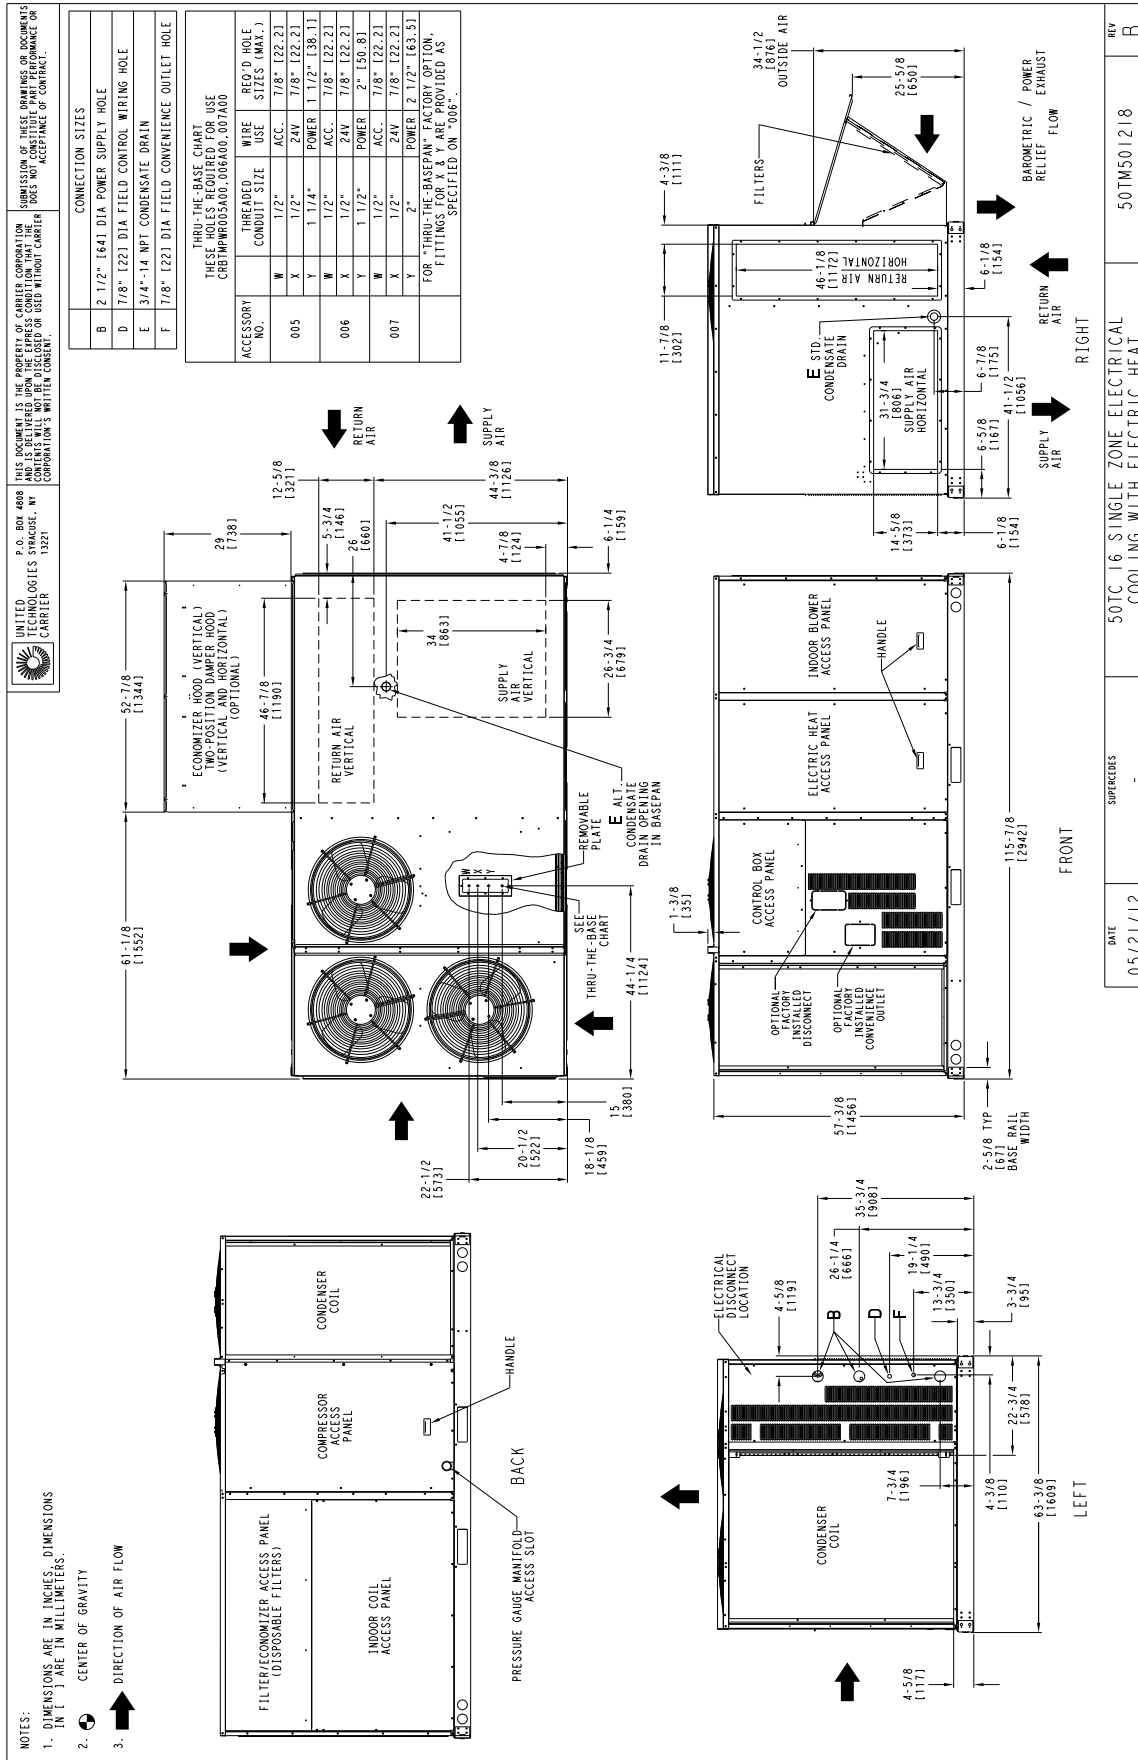 NOTES:
1. DIMENSIONS ARE IN INCHES, DIMENSIONS
IN [ ] ARE IN MILLIMETERS.
2. CENTER OF GRAVITY
3. DIRECTION OF AIR FLOW
UNITED
TECHNOLOGIES
CARRIER
P.O. BOX 4808
SYRACUSE, NY
13221
THIS DOCUMENT IS THE PROPERTY OF CARRIER CORPORATION
AND IS DELIVERED UPON THE EXPRESS CONDITION THAT THE
CONTENTS WILL NOT BE DISCLOSED OR USED WITHOUT CARRIER
CORPORATION'S WRITTEN CONSENT.
SUBMISSION OF THESE DRAWINGS OR DOCUMENTS
DOES NOT CONSTITUTE PART PERFORMANCE OR
ACCEPTANCE OF CONTRACT.
CONNECTION SIZES
B 2 1/2" [64] DIA POWER SUPPLY HOLE
D 7/8" [22] DIA FIELD CONTROL WIRING HOLE
E 3/4"-14 NPT CONDENSATE DRAIN
F 7/8" [22] DIA FIELD CONVENIENCE OUTLET HOLE
THRU-THE-BASE CHART
THESE HOLES REQUIRED FOR USE
CRBTMPWR005A00,006A00,007A00
ACCESSORY NO. THREADED CONDUIT SIZE WIRE USE REQ'D HOLE SIZES (MAX.)
005 W 1/2" ACC. 7/8" [22.2]
X 1/2" 24V 7/8" [22.2]
Y 1 1/4" POWER 1 1/2" [38.1]
006 W 1/2" ACC. 7/8" [22.2]
X 1/2" 24V 7/8" [22.2]
Y 1 1/2" POWER 2" [50.8]
007 W 1/2" ACC. 7/8" [22.2]
X 1/2" 24V 7/8" [22.2]
Y 2" POWER 2 1/2" [63.5]
FOR "THRU-THE-BASEPAN" FACTORY OPTION,
FITTINGS FOR X & Y ARE PROVIDED AS
SPECIFIED ON "006".
FILTER/ECONOMIZER ACCESS PANEL
(DISPOSABLE FILTERS)
INDOOR COIL
ACCESS PANEL
COMPRESSOR
ACCESS
PANEL
CONDENSER
COIL
HANDLE
PRESSURE GAUGE MANIFOLD
ACCESS SLOT
BACK
61-1/8
[1552]
52-7/8
[1344]
29
[738]
ECONOMIZER HOOD (VERTICAL)
TWO-POSITION DAMPER HOOD
(VERTICAL AND HORIZONTAL)
(OPTIONAL)
46-7/8
[1190]
RETURN AIR
VERTICAL
34
[863]
SUPPLY
AIR
VERTICAL
26-3/4
[679]
12-5/8
[321]
5-3/4
[146]
26
[660]
44-3/8
[1126]
41-1/2
[1055]
4-7/8
[124]
6-1/4
[159]
RETURN
AIR
SUPPLY
AIR
E ALT.
CONDENSATE
DRAIN OPENING
IN BASEPAN
REMOVABLE
PLATE
W
X
Y
SEE
THRU-THE-BASE
CHART
44-1/4
[1124]
22-1/2
[573]
20-1/2
[522]
18-1/8
[459]
15
[380]
ELECTRICAL
DISCONNECT
LOCATION
4-5/8
[119]
B
D
F
35-3/4
[908]
26-1/4
[666]
19-1/4
[490]
13-3/4
[350]
3-3/4
[95]
CONDENSER
COIL
7-3/4
[196]
22-3/4
[578]
4-3/8
[110]
63-3/8
[1609]
4-5/8
[117]
LEFT
1-3/8
[35]
57-3/8
[1456]
2-5/8 TYP
[67]
BASE RAIL
WIDTH
OPTIONAL
FACTORY
INSTALLED
DISCONNECT
OPTIONAL
FACTORY
INSTALLED
CONVENIENCE
OUTLET
CONTROL BOX
ACCESS PANEL
ELECTRIC HEAT
ACCESS PANEL
INDOOR BLOWER
ACCESS PANEL
HANDLE
115-7/8
[2942]
FRONT
34-1/2
[876]
OUTSIDE AIR
25-5/8
[650]
FILTERS
4-3/8
[111]
11-7/8
[302]
46-1/8
[1172]
RETURN AIR
HORIZONTAL
E STD.
CONDENSATE
DRAIN
31-3/4
[806]
SUPPLY AIR
HORIZONTAL
14-5/8
[373]
6-1/8
[154]
6-5/8
[167]
41-1/2
[1056]
6-7/8
[175]
6-1/8
[154]
SUPPLY
AIR
RETURN
AIR
BAROMETRIC / POWER
RELIEF EXHAUST
FLOW
RIGHT
DATE
05/21/12
SUPERCEDES
-
50TC 16 SINGLE ZONE ELECTRICAL
COOLING WITH ELECTRIC HEAT
50TM501218
REV
B